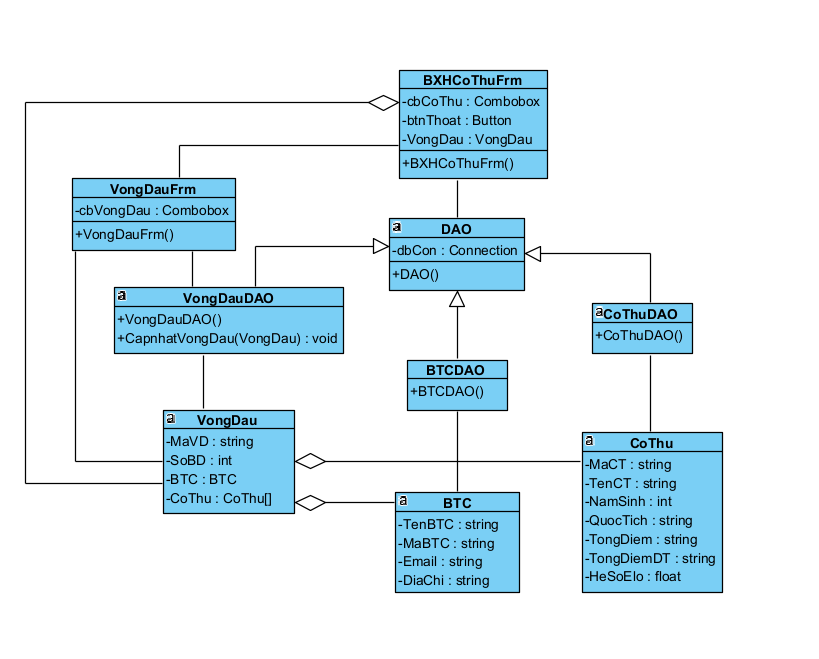 BXHCoThuFrm
-cbCoThu : Combobox
-btnThoat : Button
-VongDau : VongDau
+BXHCoThuFrm()
VongDauFrm
-cbVongDau : Combobox
+VongDauFrm()
a DAO
-dbCon : Connection
+DAO()
a VongDauDAO
+VongDauDAO()
+CapnhatVongDau(VongDau) : void
a CoThuDAO
+CoThuDAO()
BTCDAO
+BTCDAO()
a VongDau
-MaVD : string
-SoBD : int
-BTC : BTC
-CoThu : CoThu[]
a CoThu
-MaCT : string
-TenCT : string
-NamSinh : int
-QuocTich : string
-TongDiem : string
-TongDiemDT : string
-HeSoElo : float
a BTC
-TenBTC : string
-MaBTC : string
-Email : string
-DiaChi : string